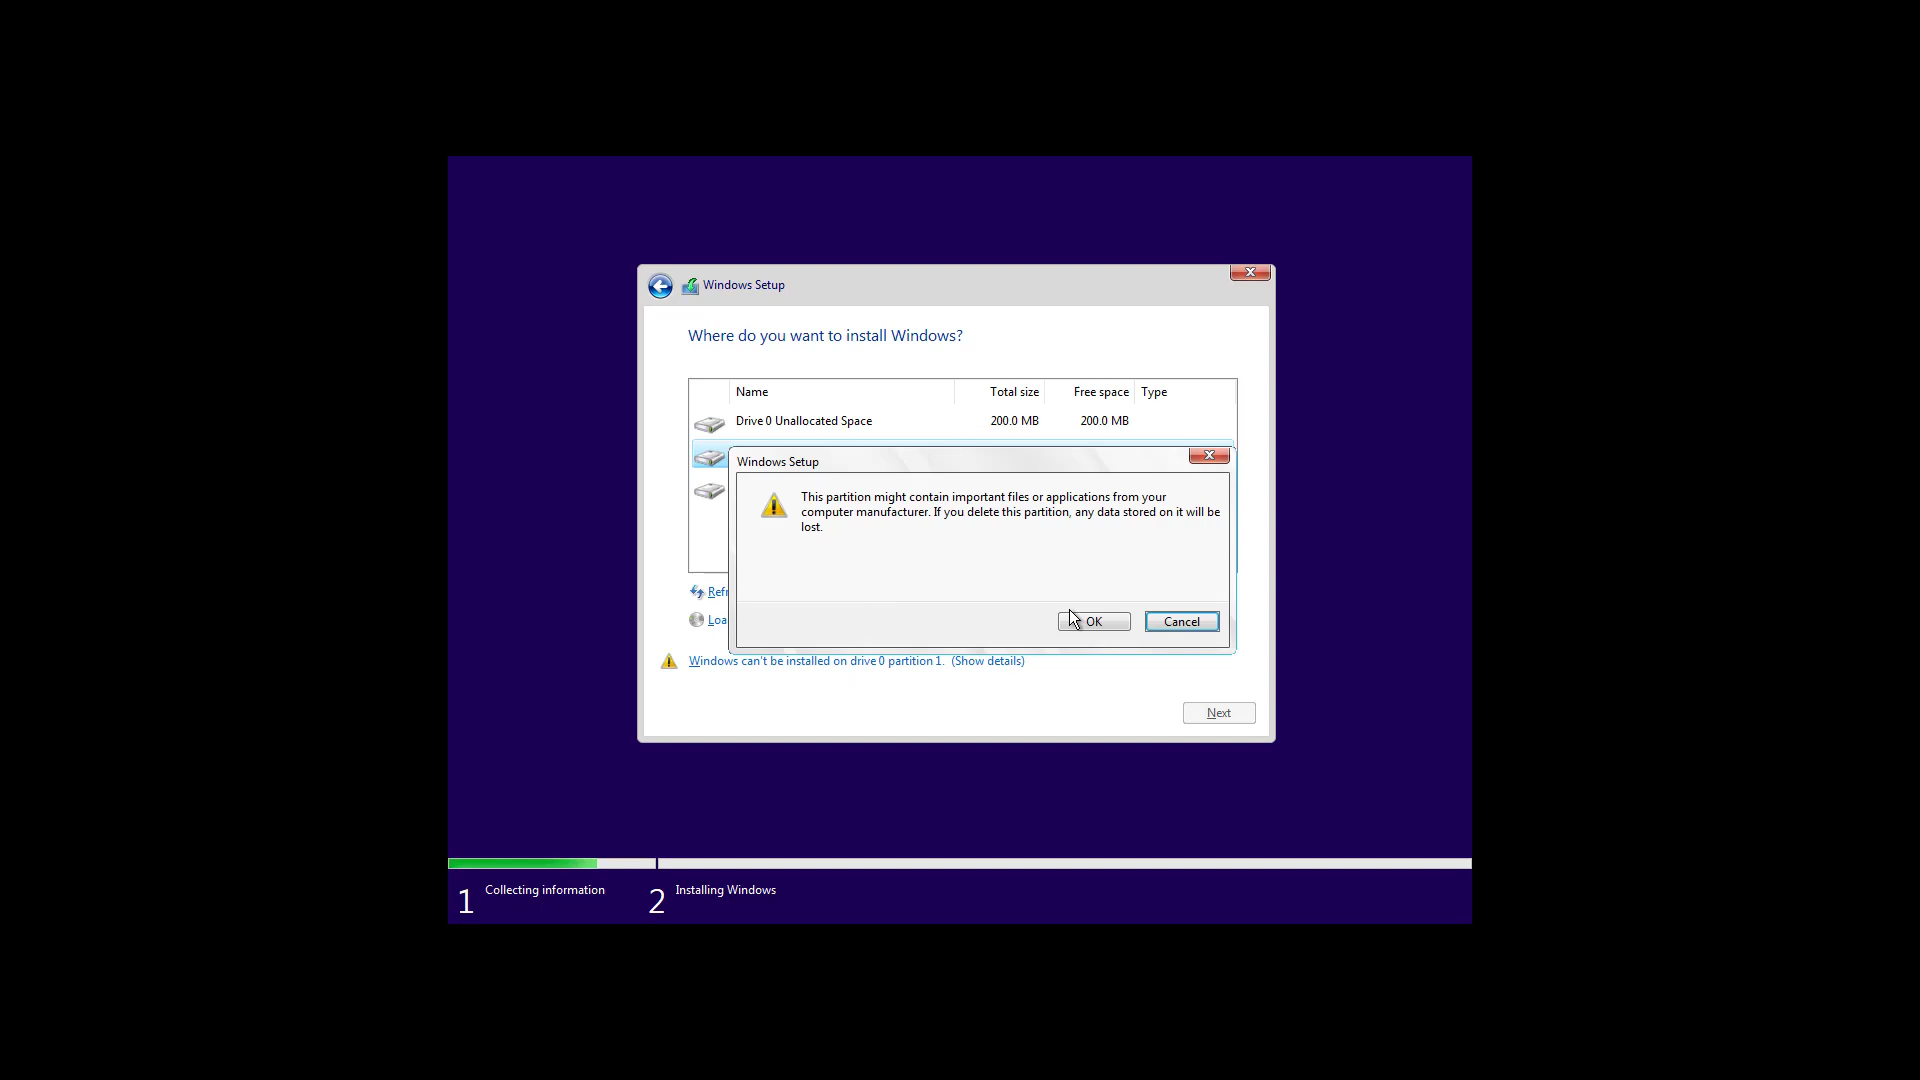 Windows Setup
Where do you want to install Windows?
Name Total size Free space Type
Drive 0 Unallocated Space 200.0 MB 200.0 MB
Windows Setup
This partition might contain important files or applications from your
computer manufacturer. If you delete this partition, any data stored on it will be
lost.
OK Cancel
Windows can't be installed on drive 0 partition 1. (Show details)
Next
1 Collecting information 2 Installing Windows